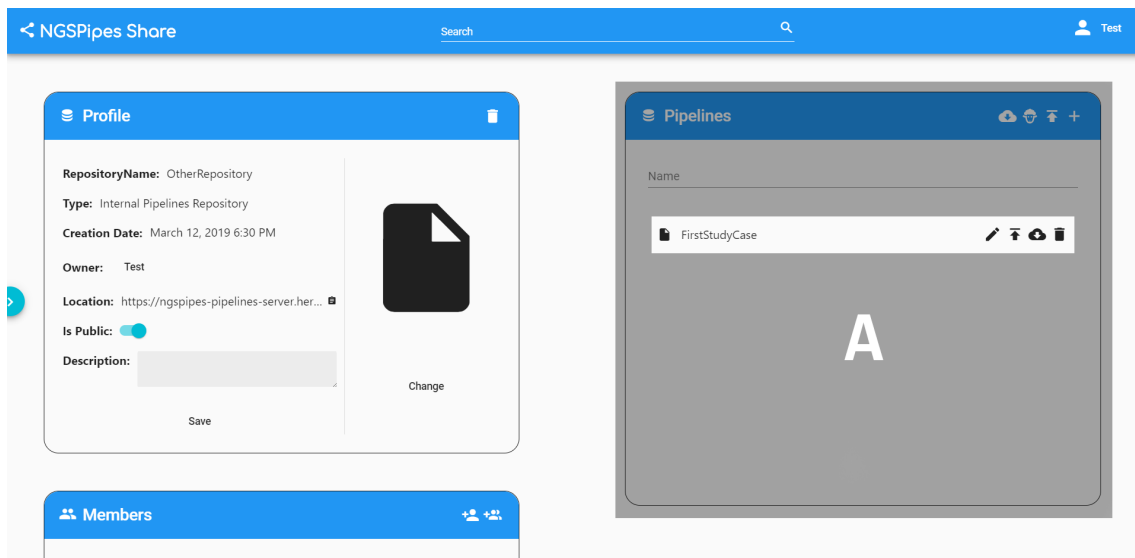 NGSPipes Share
Search
Test
Profile
RepositoryName: OtherRepository
Type: Internal Pipelines Repository
Creation Date: March 12, 2019 6:30 PM
Owner: Test
Location: https://ngspipes-pipelines-server.her...
Is Public:
Description:
Save
Change
Members
Pipelines
Name
FirstStudyCase
A